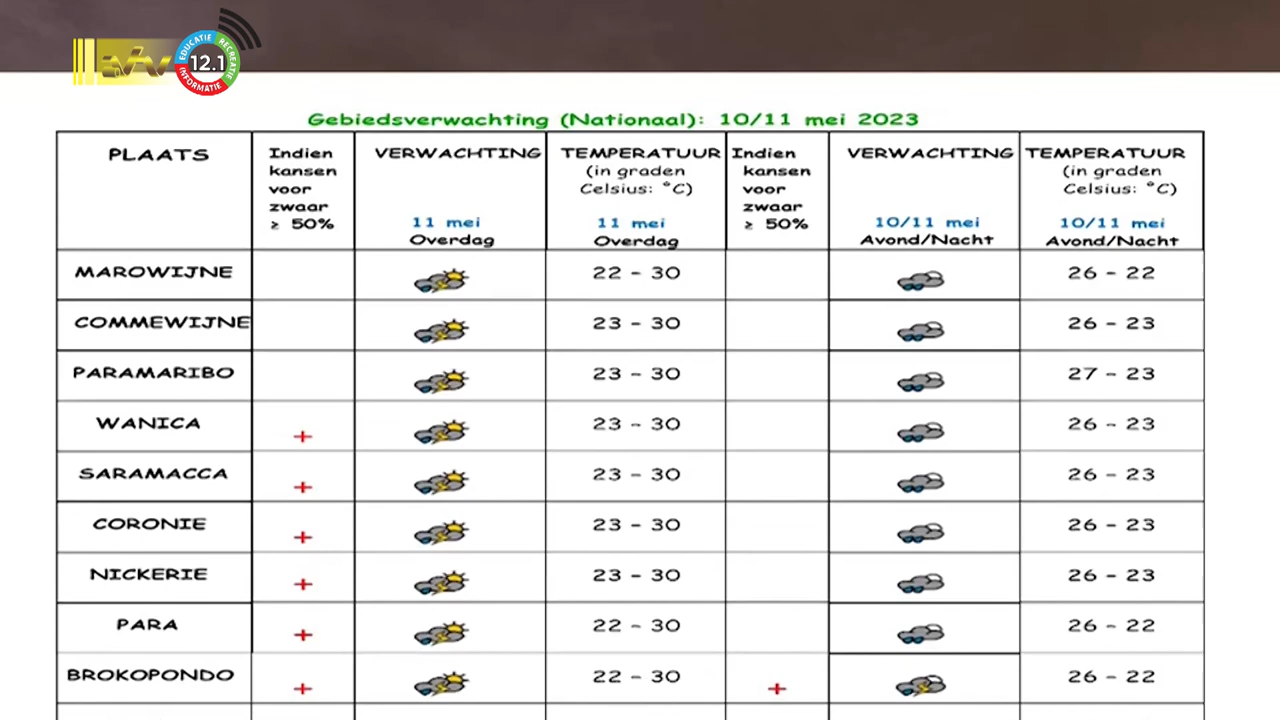 EDUCATIE
RECREATIE
INFORMATIE
12.1
Gebiedsverwachting (Nationaal): 10/11 mei 2023
PLAATS
Indien kansen voor zwaar ≥ 50%
VERWACHTING 11 mei Overdag
TEMPERATUUR (in graden Celsius: °C) 11 mei Overdag
Indien kansen voor zwaar ≥ 50%
VERWACHTING 10/11 mei Avond/Nacht
TEMPERATUUR (in graden Celsius: °C) 10/11 mei Avond/Nacht
MAROWIJNE 22 - 30 26 - 22
COMMEWIJNE 23 - 30 26 - 23
PARAMARIBO 23 - 30 27 - 23
WANICA + 23 - 30 26 - 23
SARAMACCA + 23 - 30 26 - 23
CORONIE + 23 - 30 26 - 23
NICKERIE + 23 - 30 26 - 23
PARA + 22 - 30 26 - 22
BROKOPONDO + 22 - 30 + 26 - 22